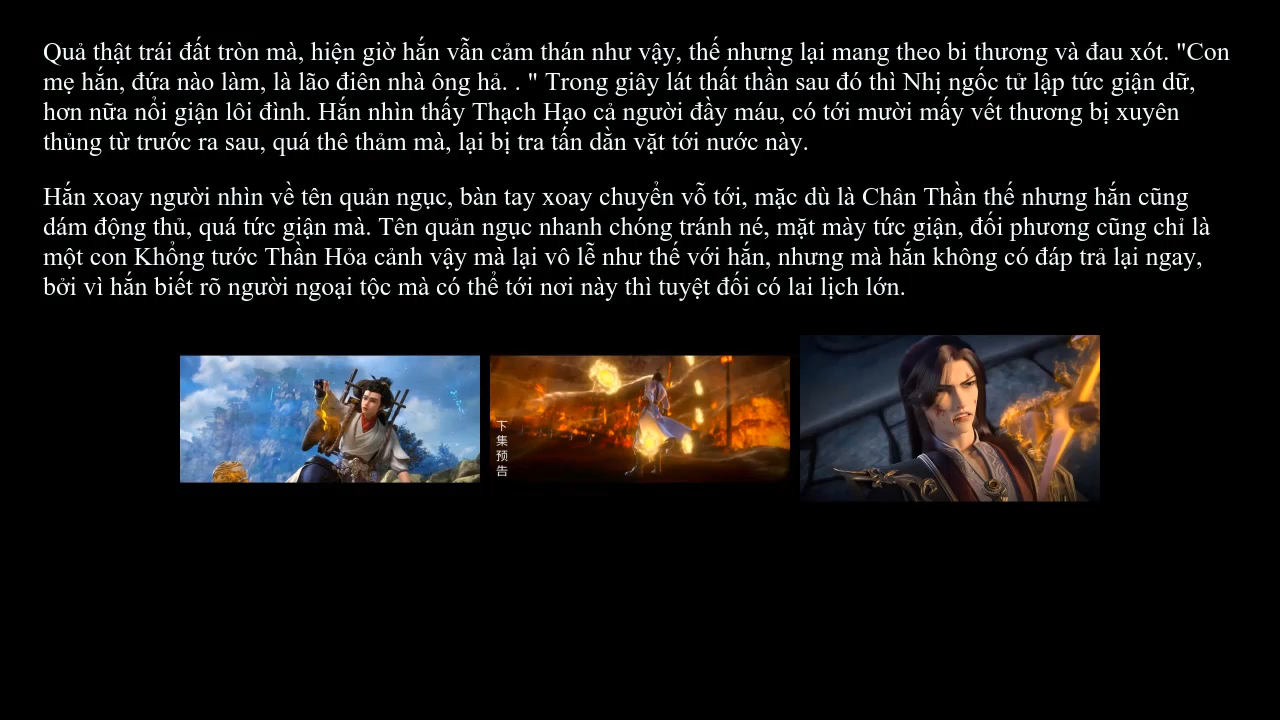 Quả thật trái đất tròn mà, hiện giờ hắn vẫn cảm thán như vậy, thế nhưng lại mang theo bi thương và đau xót. "Con
mẹ hắn, đứa nào làm, là lão điên nhà ông hả. . " Trong giây lát thất thần sau đó thì Nhị ngốc tử lập tức giận dữ,
hơn nữa nổi giận lôi đình. Hắn nhìn thấy Thạch Hạo cả người đầy máu, có tới mười mấy vết thương bị xuyên
thủng từ trước ra sau, quá thê thảm mà, lại bị tra tấn dằn vặt tới nước này.
Hắn xoay người nhìn về tên quản ngục, bàn tay xoay chuyển vỗ tới, mặc dù là Chân Thần thế nhưng hắn cũng
dám động thủ, quá tức giận mà. Tên quản ngục nhanh chóng tránh né, mặt mày tức giận, đối phương cũng chỉ là
một con Khổng tước Thần Hỏa cảnh vậy mà lại vô lễ như thế với hắn, nhưng mà hắn không có đáp trả lại ngay,
bởi vì hắn biết rõ người ngoại tộc mà có thể tới nơi này thì tuyệt đối có lai lịch lớn.
下集预告